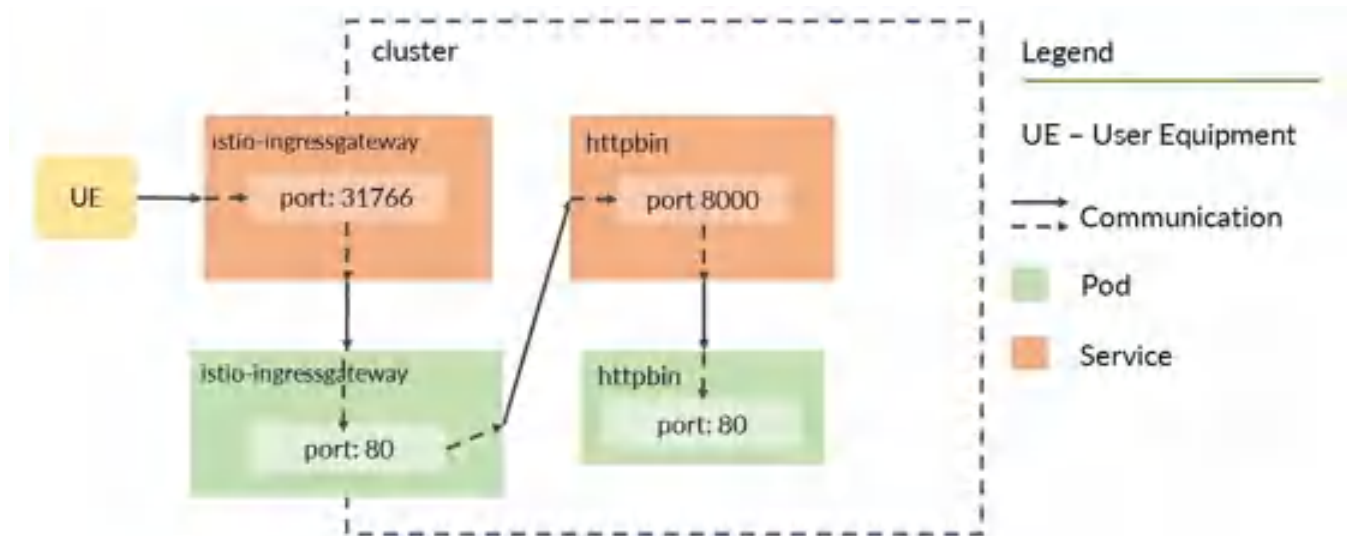 cluster
Legend
istio-ingressgateway
httpbin
UE – User Equipment
UE
port: 31766
port 8000
Communication
Pod
istio-ingressgateway
httpbin
Service
port: 80
port: 80